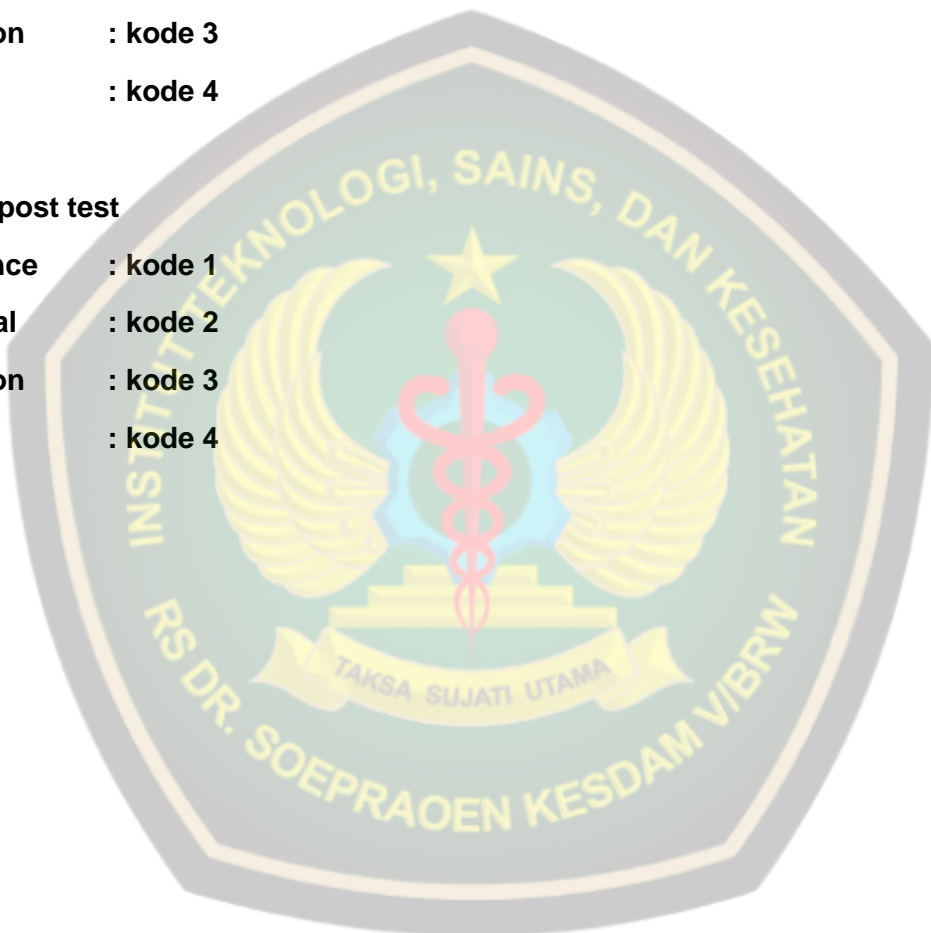 on : kode 3
: kode 4
post test
nce : kode 1
al : kode 2
on : kode 3
: kode 4
INSTITUT TEKNOLOGI, SAINS, DAN KESEHATAN
TAKSA SUJATI UTAMA
RS DR. SOEPRAOEN KESDAM V/BRW